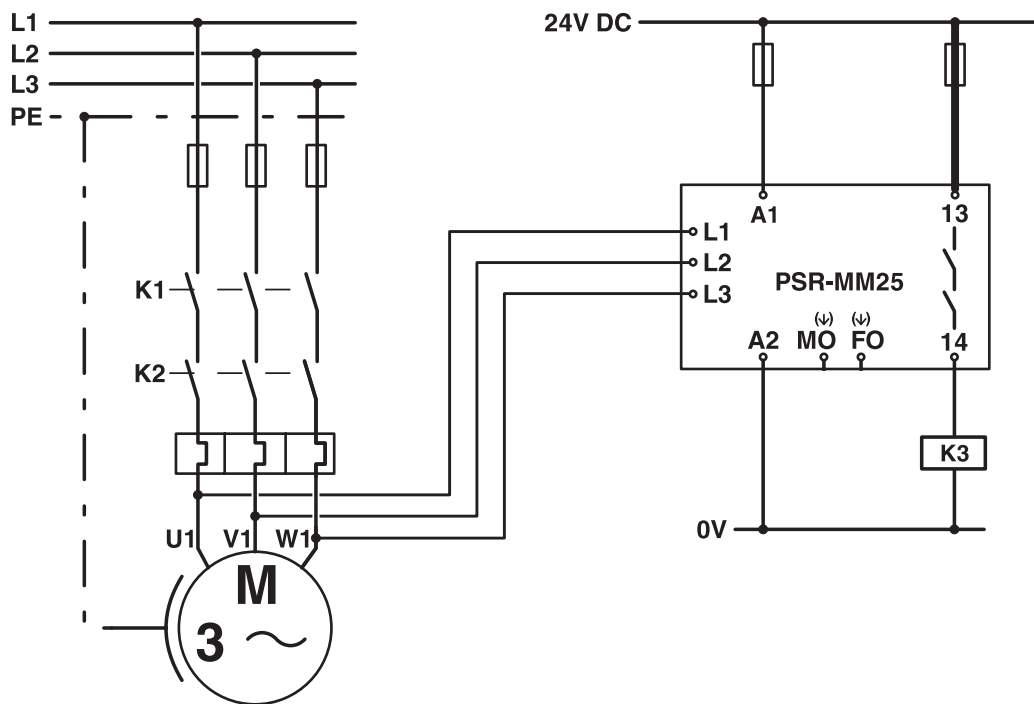 L1
L2
L3
PE
K1
K2
U1 V1 W1
M
3
24V DC
A1 13
L1
L2
L3
PSR-MM25
(↓) (↓)
A2 MO FO 14
K3
0V